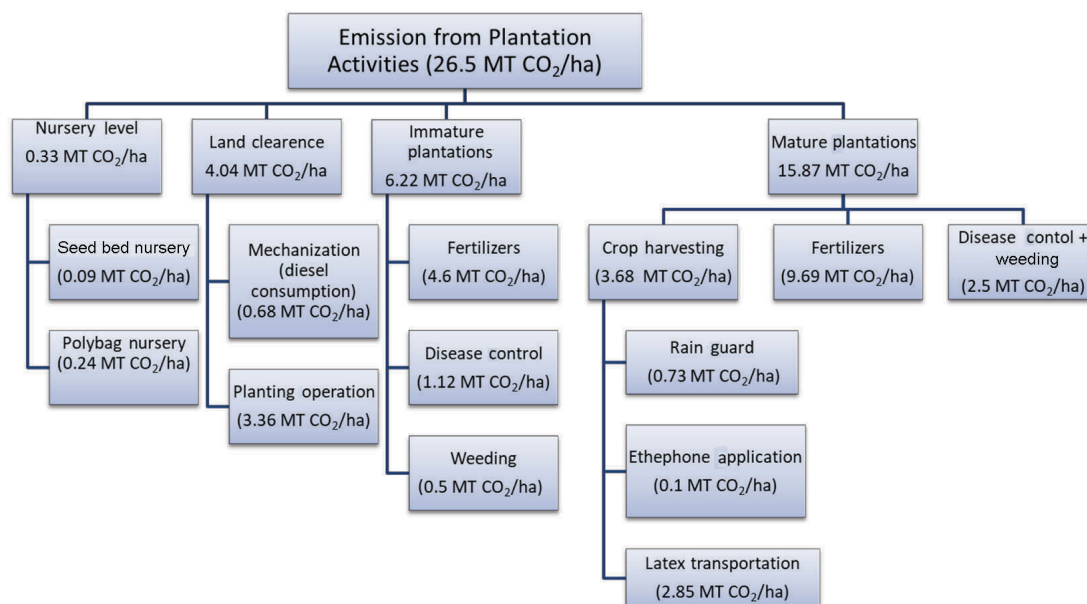 Emission from Plantation
Activities (26.5 MT CO₂/ha)
Nursery level
0.33 MT CO₂/ha
Land clearence
4.04 MT CO₂/ha
Immature
plantations
6.22 MT CO₂/ha
Mature plantations
15.87 MT CO₂/ha
Seed bed nursery
(0.09 MT CO₂/ha)
Polybag nursery
(0.24 MT CO₂/ha)
Mechanization
(diesel
consumption)
(0.68 MT CO₂/ha)
Planting operation
(3.36 MT CO₂/ha)
Fertilizers
(4.6 MT CO₂/ha)
Disease control
(1.12 MT CO₂/ha)
Weeding
(0.5 MT CO₂/ha)
Crop harvesting
(3.68 MT CO₂/ha)
Fertilizers
(9.69 MT CO₂/ha)
Disease contol +
weeding
(2.5 MT CO₂/ha)
Rain guard
(0.73 MT CO₂/ha)
Ethephone application
(0.1 MT CO₂/ha)
Latex transportation
(2.85 MT CO₂/ha)